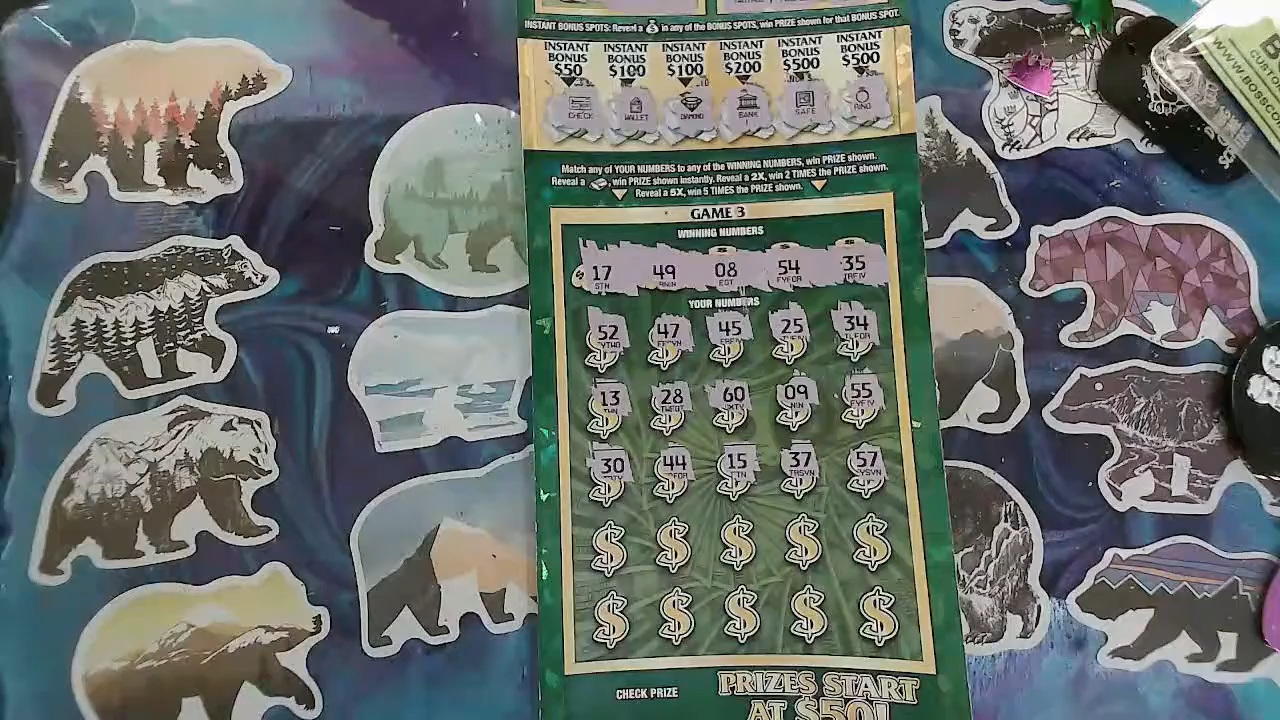 INSTANT BONUS SPOTS: Reveal a in any of the BONUS SPOTS, win PRIZE shown for that BONUS SPOT.
INSTANT BONUS $50 INSTANT BONUS $100 INSTANT BONUS $100 INSTANT BONUS $200 INSTANT BONUS $500 INSTANT BONUS $500
CHECK WALLET DIAMOND BANK SAFE RING
Match any of YOUR NUMBERS to any of the WINNING NUMBERS, win PRIZE shown.
Reveal a , win PRIZE shown instantly. Reveal a 2X, win 2 TIMES the PRIZE shown.
Reveal a 5X, win 5 TIMES the PRIZE shown.
GAME 3
WINNING NUMBERS
17 49 08 54 35
STN EGT FYFOR
YOUR NUMBERS
52 47 45 25 34
13 28 60 09 55
30 44 15 37 57
CHECK PRIZE
PRIZES START
AT $50!